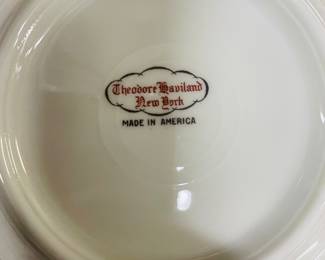 Theodore Haviland
New York
MADE IN AMERICA